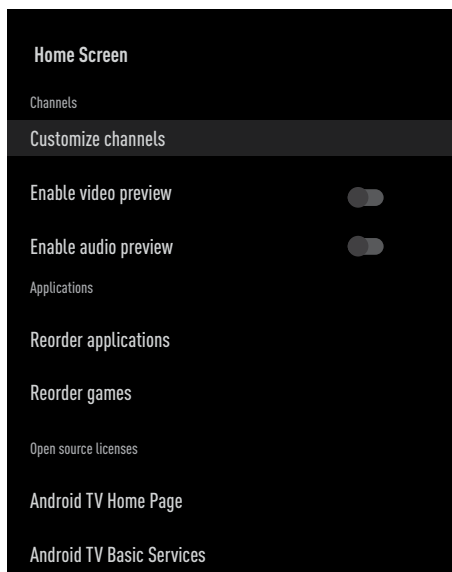 Home Screen
Channels
Customize channels
Enable video preview
Enable audio preview
Applications
Reorder applications
Reorder games
Open source licenses
Android TV Home Page
Android TV Basic Services